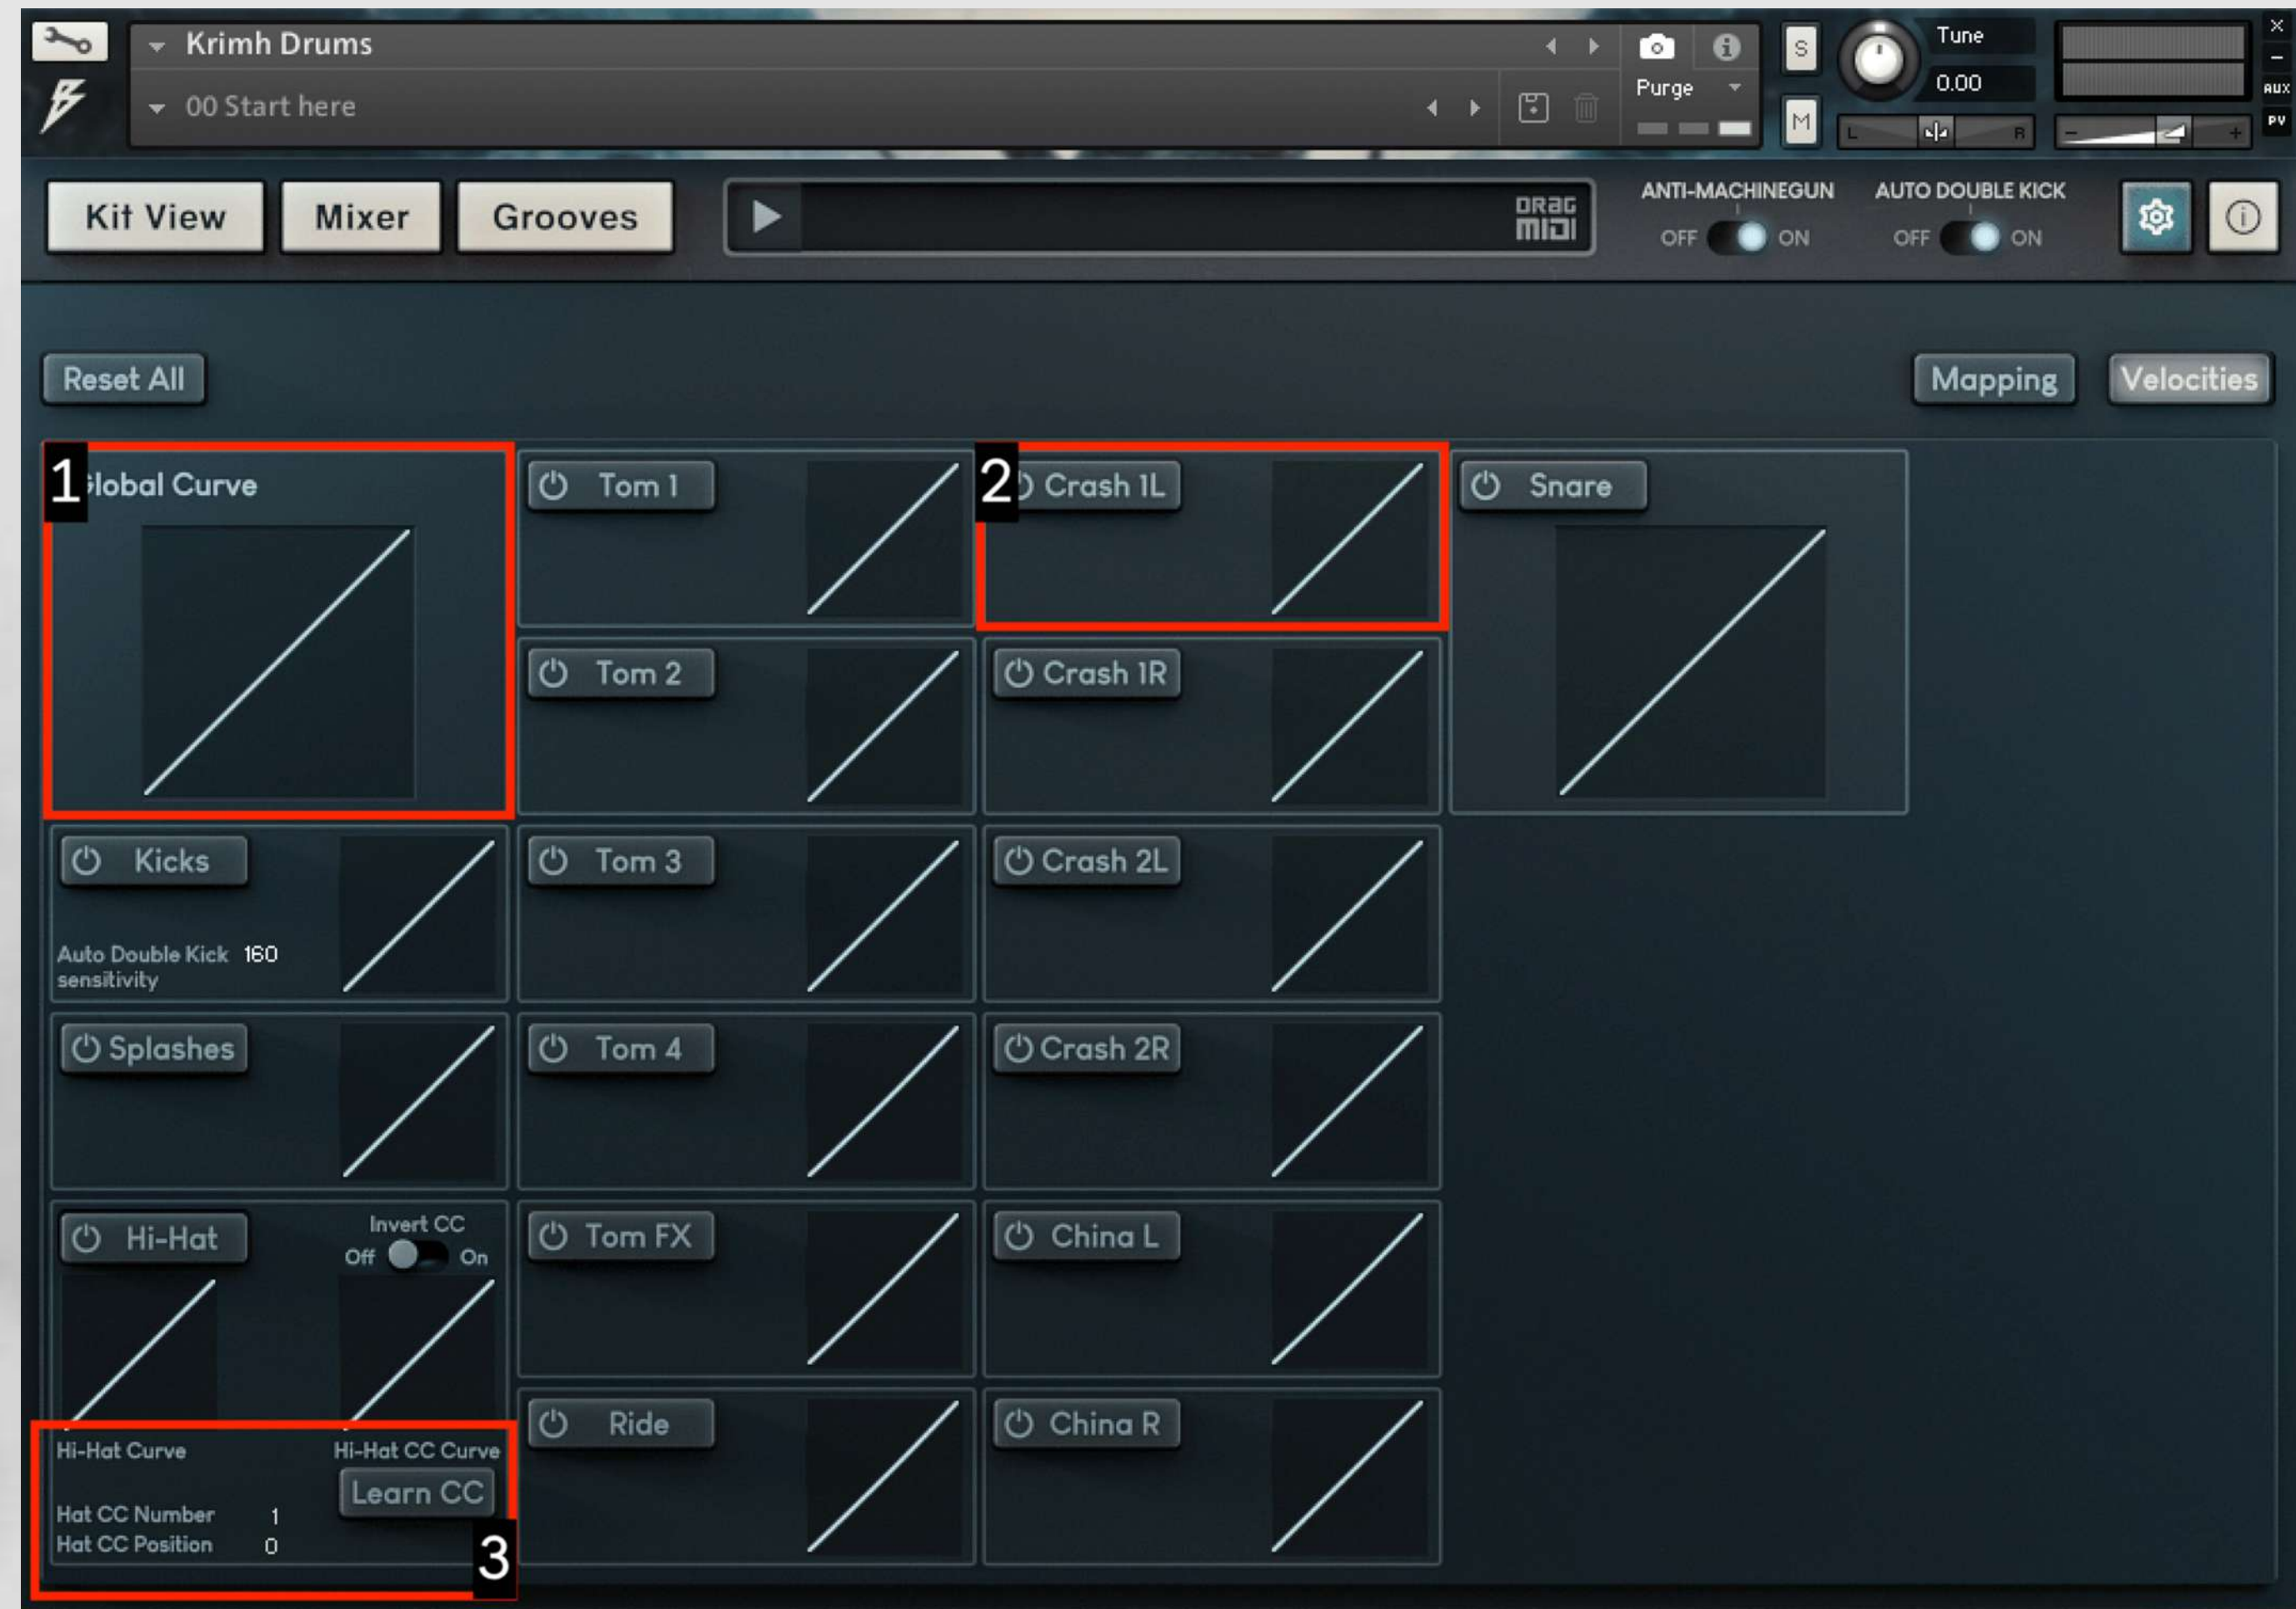 Krimh Drums
00 Start here
Purge
S
M
Tune
0.00
L
R
-
+
×
-
AUX
PV
Kit View
Mixer
Grooves
DRAG
MIDI
ANTI-MACHINEGUN
OFF
ON
AUTO DOUBLE KICK
OFF
ON
Reset All
Mapping
Velocities
1
lobal Curve
Tom 1
2
Crash 1L
Snare
Tom 2
Crash 1R
Kicks
Auto Double Kick 160
sensitivity
Tom 3
Crash 2L
Splashes
Tom 4
Crash 2R
Hi-Hat
Invert CC
Off
On
Tom FX
China L
Hi-Hat Curve
Hi-Hat CC Curve
Learn CC
Hat CC Number 1
Hat CC Position 0
3
Ride
China R